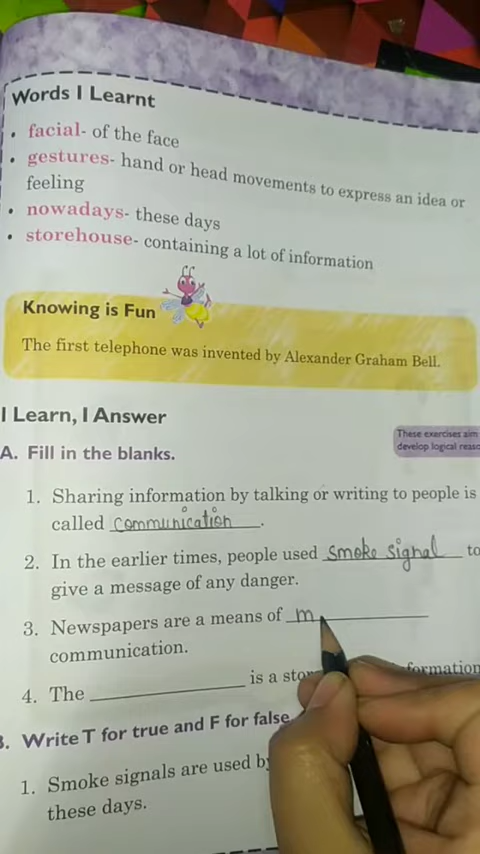 Words I Learnt
• facial- of the face
• gestures- hand or head movements to express an idea or
feeling
• nowadays- these days
• storehouse- containing a lot of information
Knowing is Fun
The first telephone was invented by Alexander Graham Bell.
I Learn, I Answer
These exercises aim
develop logical reaso
A. Fill in the blanks.
1. Sharing information by talking or writing to people is
called communication.
2. In the earlier times, people used smoke signal to
give a message of any danger.
3. Newspapers are a means of m
communication.
4. The is a sto formation
B. Write T for true and F for false
1. Smoke signals are used b
these days.